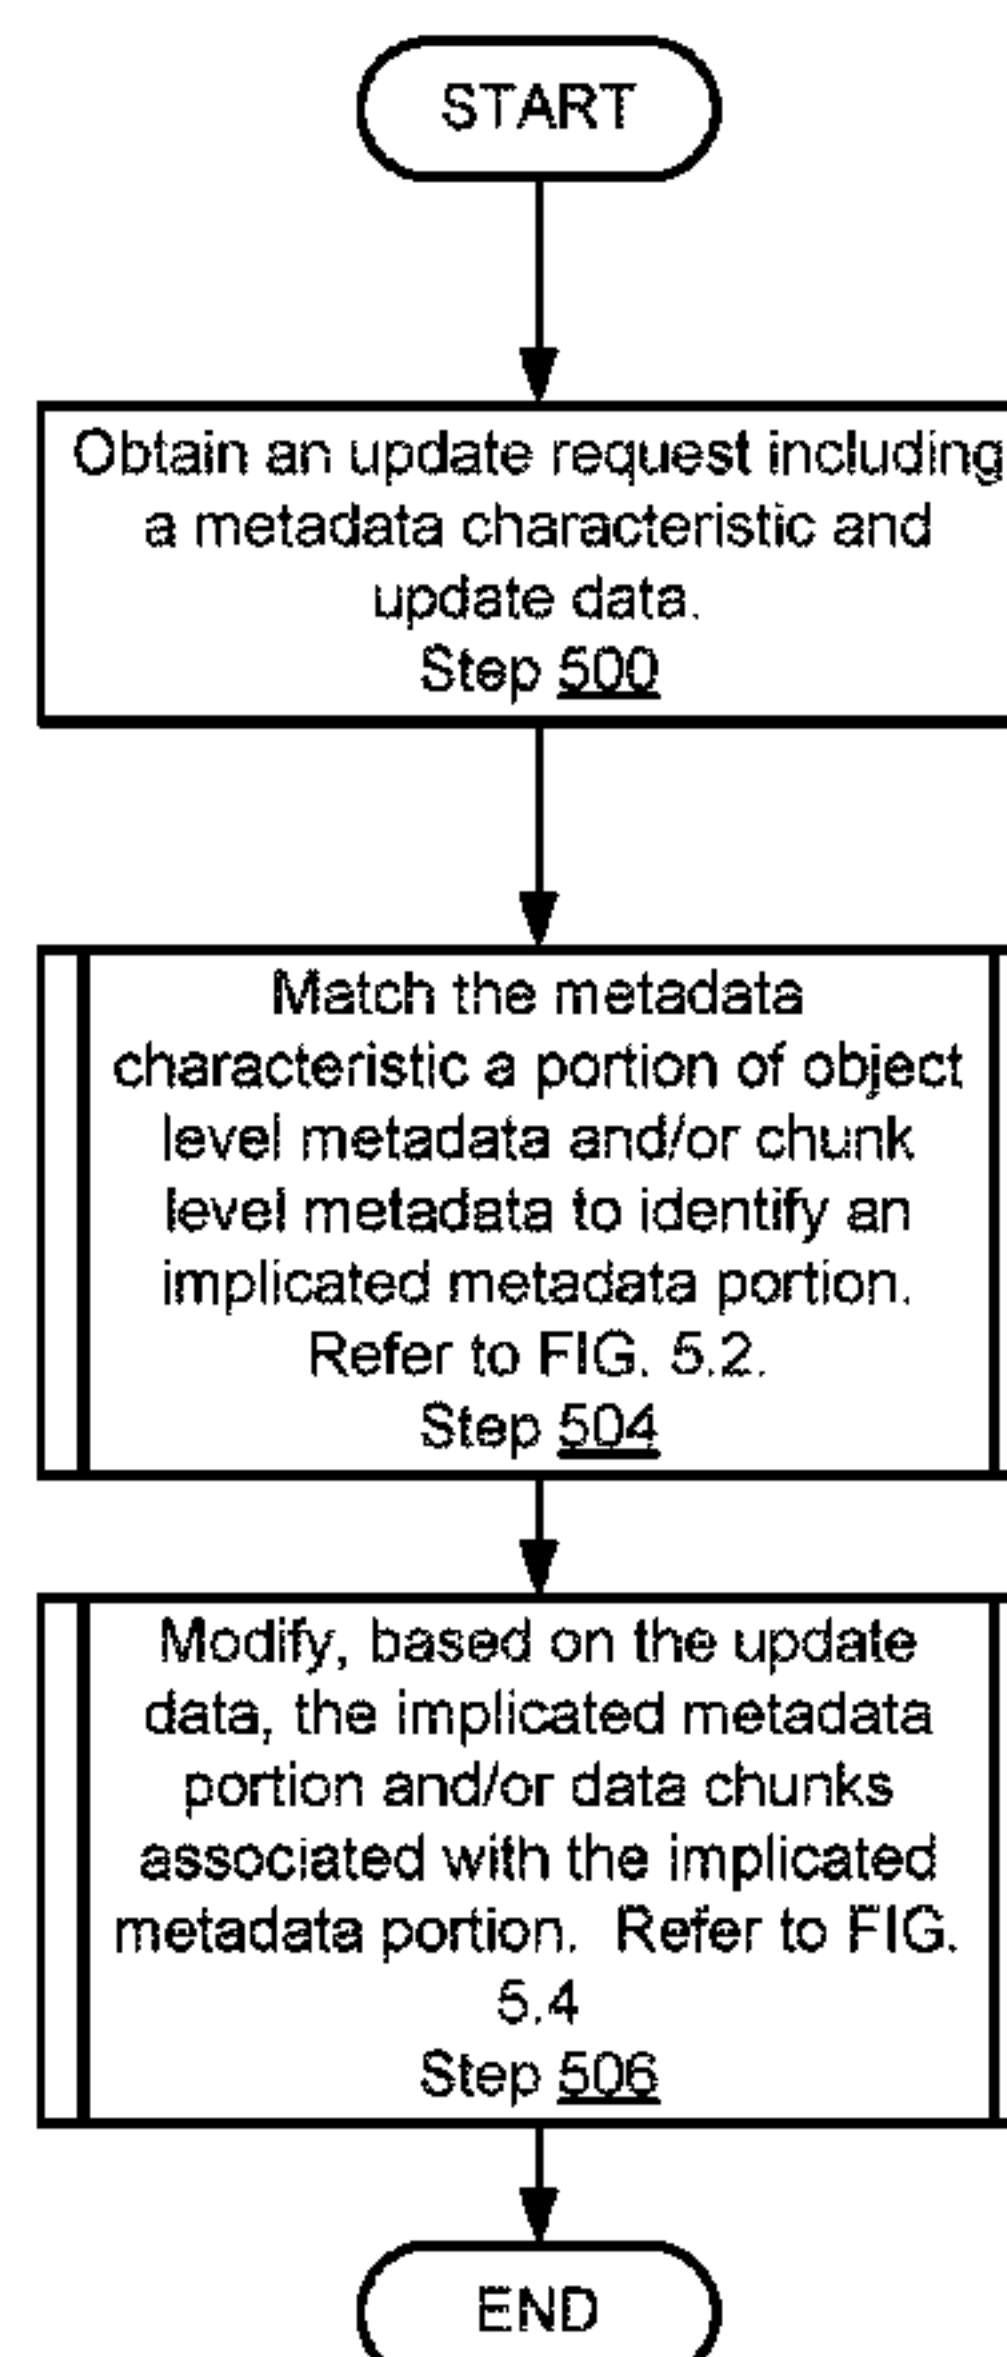 START
Obtain an update request including
a metadata characteristic and
update data.
Step 500
Match the metadata
characteristic a portion of object
level metadata and/or chunk
level metadata to identify an
implicated metadata portion.
Refer to FIG. 5.2.
Step 504
Modify, based on the update
data, the implicated metadata
portion and/or data chunks
associated with the implicated
metadata portion.  Refer to FIG.
5.4
Step 506
END